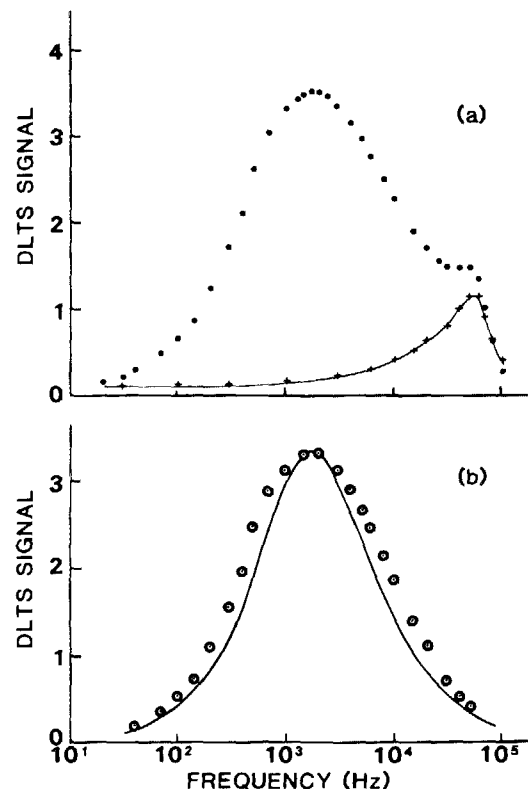 4
(a)
3
DLTS SIGNAL
2
1
0
(b)
3
DLTS SIGNAL
2
1
0
10¹ 10² 10³ 10⁴ 10⁵
FREQUENCY (Hz)